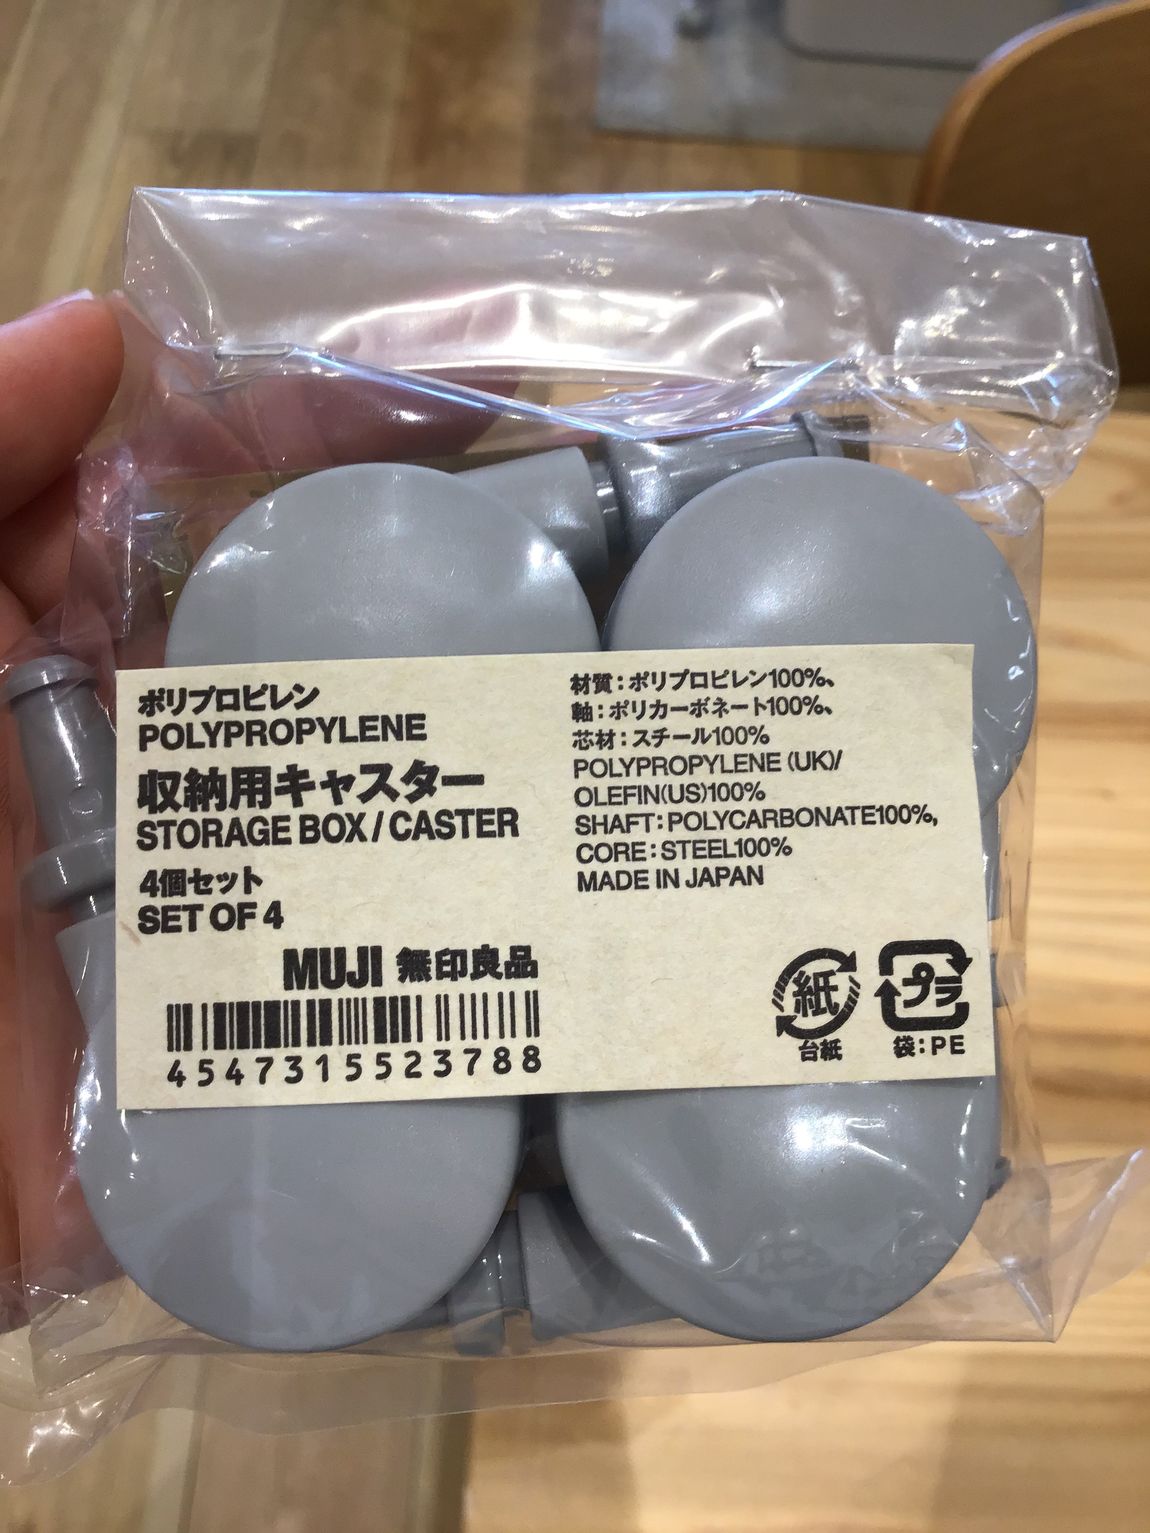 ポリプロピレン
POLYPROPYLENE
収納用キャスター
STORAGE BOX / CASTER
4個セット
SET OF 4
MUJI 無印良品
4547315523788
材質：ポリプロピレン100%、
軸：ポリカーボネート100%、
芯材：スチール100%
POLYPROPYLENE (UK)/
OLEFIN(US)100%
SHAFT：POLYCARBONATE100%,
CORE：STEEL100%
MADE IN JAPAN
紙
台紙
プラ
袋：PE